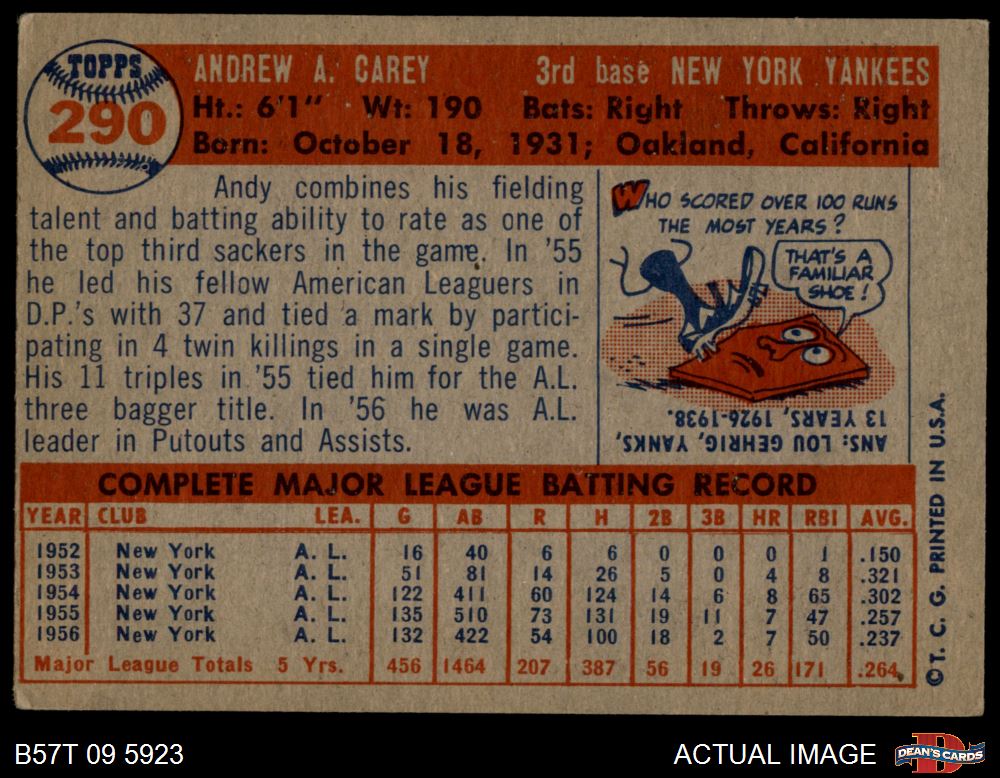 TOPPS
290
ANDREW A. CAREY 3rd base NEW YORK YANKEES
Ht.: 6'1" Wt: 190 Bats: Right Throws: Right
Born: October 18, 1931; Oakland, California
Andy combines his fielding
talent and batting ability to rate as one of
the top third sackers in the game. In '55
he led his fellow American Leaguers in
D.P.'s with 37 and tied a mark by partici-
pating in 4 twin killings in a single game.
His 11 triples in '55 tied him for the A.L.
three bagger title. In '56 he was A.L.
leader in Putouts and Assists.
WHO SCORED OVER 100 RUNS
THE MOST YEARS?
THAT'S A
FAMILIAR
SHOE!
ANS: LOU GEHRIG, YANKS,
13 YEARS, 1926-1938.
COMPLETE MAJOR LEAGUE BATTING RECORD
YEAR CLUB LEA. G AB R H 2B 3B HR RBI AVG.
1952 New York A. L. 16 40 6 6 0 0 0 1 .150
1953 New York A. L. 51 81 14 26 5 0 4 8 .321
1954 New York A. L. 122 411 60 124 14 6 8 65 .302
1955 New York A. L. 135 510 73 131 19 11 7 47 .257
1956 New York A. L. 132 422 54 100 18 2 7 50 .237
Major League Totals 5 Yrs. 456 1464 207 387 56 19 26 171 .264
© T. C. G. PRINTED IN U.S.A.
B57T 09 5923
ACTUAL IMAGE
DEAN'S CARDS